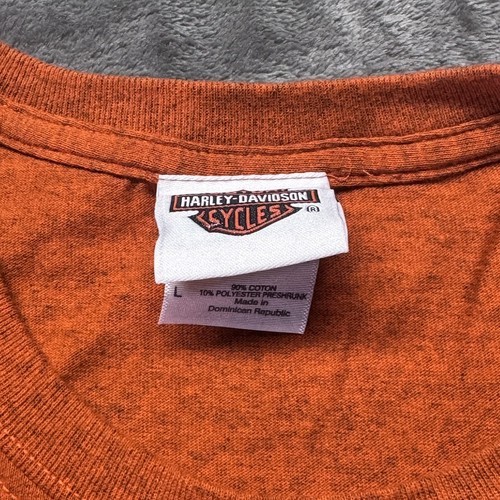 HARLEY-DAVIDSON
CYCLES ®
L
90% COTON
10% POLYESTER PRESHRUNK
Made in
Dominican Republic